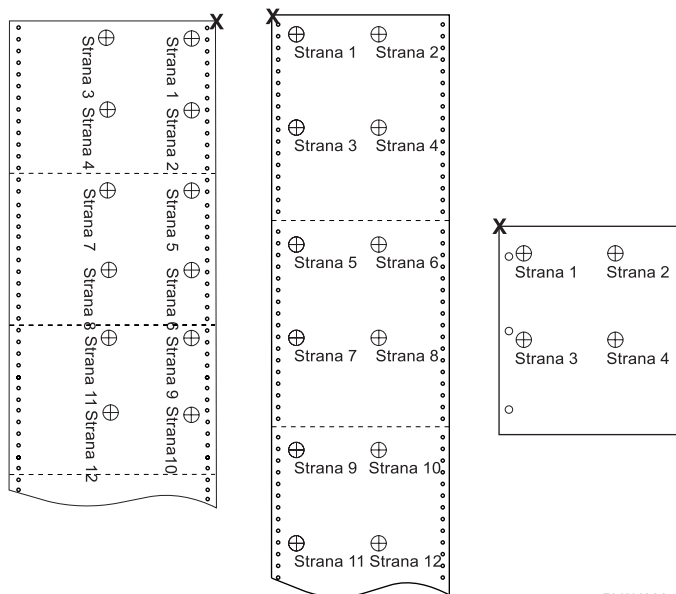 X
Strana 1
Strana 2
Strana 3
Strana 4
Strana 5
Strana 6
Strana 7
Strana 8
Strana 9
Strana10
Strana 11
Strana 12
X
Strana 1 Strana 2
Strana 3 Strana 4
Strana 5 Strana 6
Strana 7 Strana 8
Strana 9 Strana 10
Strana 11 Strana 12
X
Strana 1 Strana 2
Strana 3 Strana 4